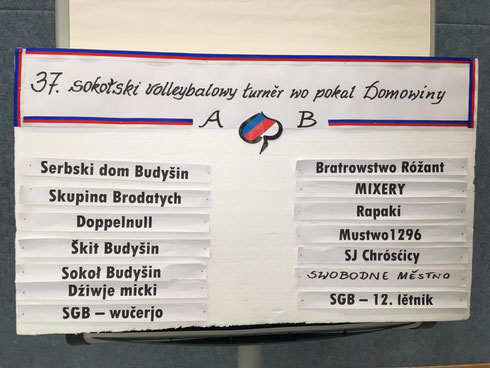 37. sokołski volleybalowy turněr wo pokal Domowiny
A B
Serbski dom Budyšin
Skupina Brodatych
Doppelnull
Škit Budyšin
Sokoł Budyšin
Dźiwje micki
SGB – wučerjo
Bratrowstwo Róžant
MIXERY
Rapaki
Mustwo1296
SJ Chrósćicy
SWOBODNE MĚSTNO
SGB – 12. lětnik